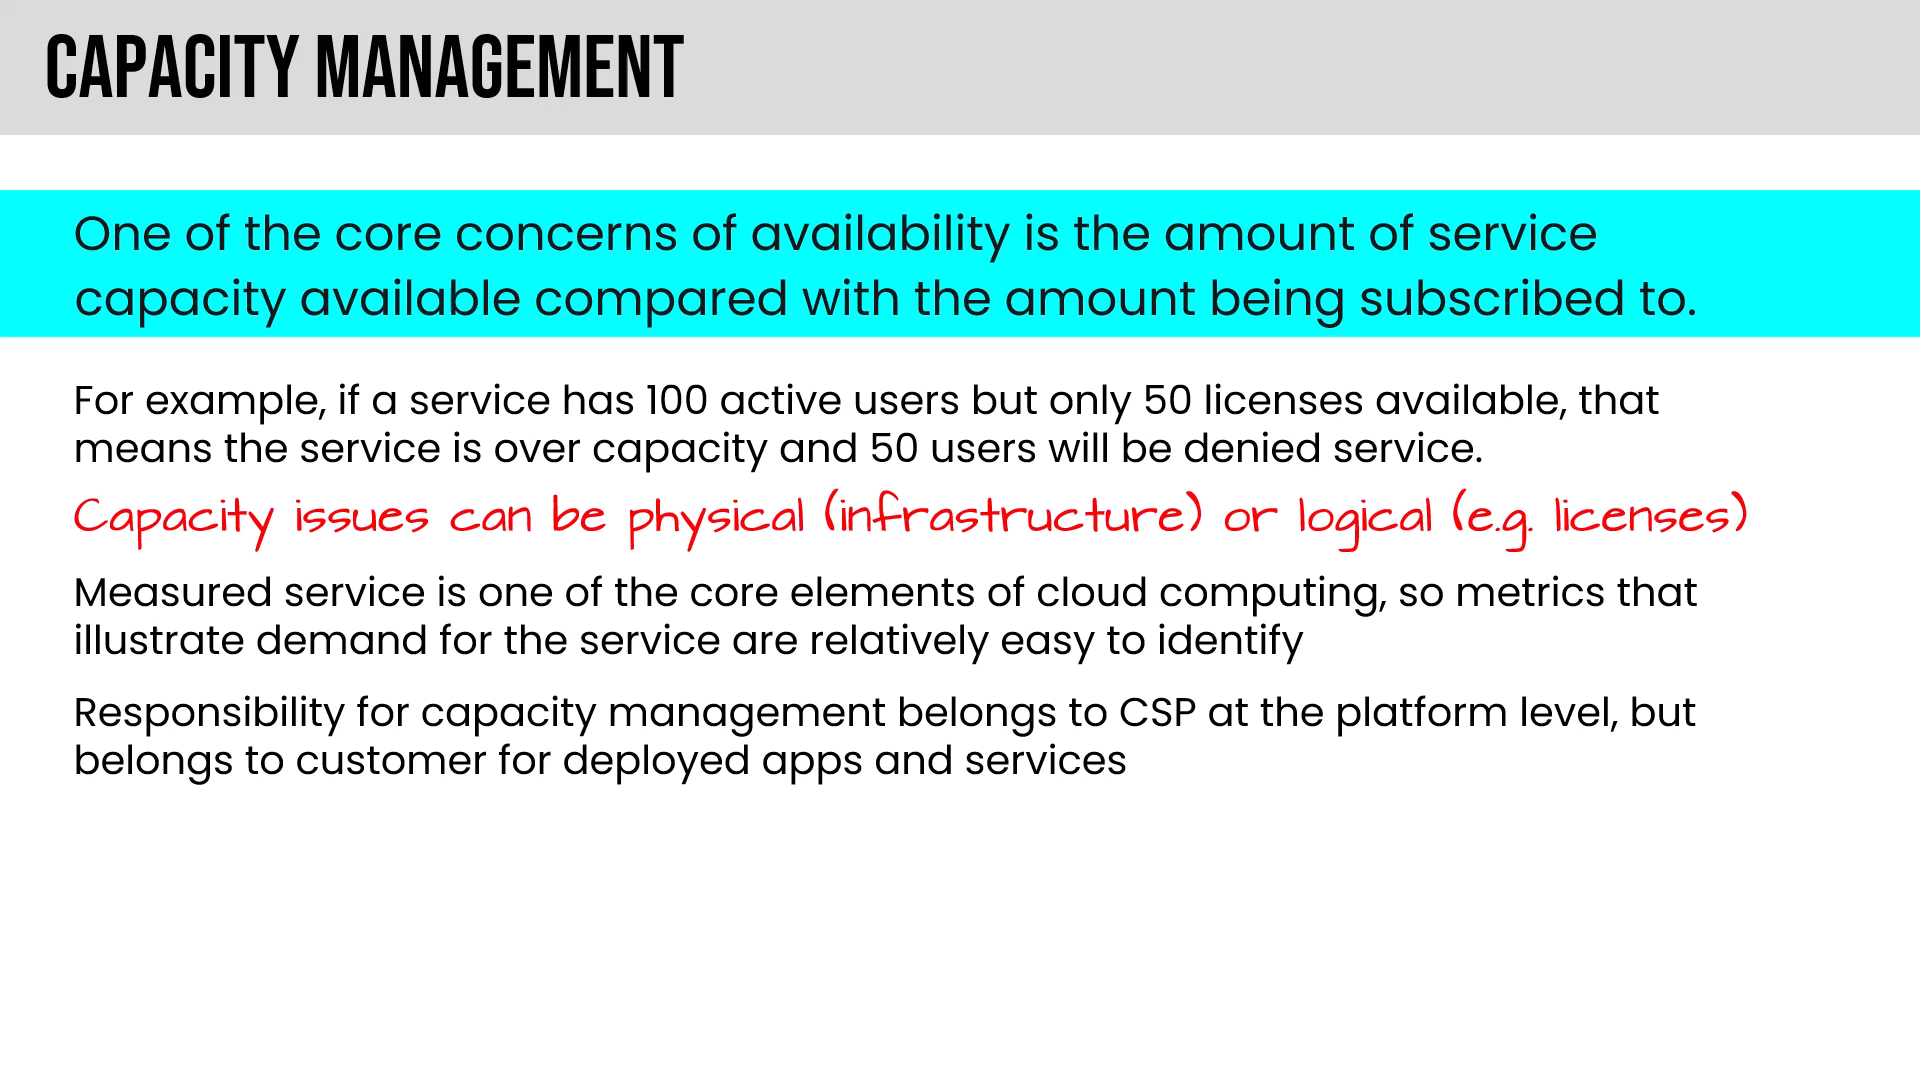 CAPACITY MANAGEMENT
One of the core concerns of availability is the amount of service
capacity available compared with the amount being subscribed to.
For example, if a service has 100 active users but only 50 licenses available, that
means the service is over capacity and 50 users will be denied service.
Capacity issues can be physical (infrastructure) or logical (e.g. licenses)
Measured service is one of the core elements of cloud computing, so metrics that
illustrate demand for the service are relatively easy to identify
Responsibility for capacity management belongs to CSP at the platform level, but
belongs to customer for deployed apps and services